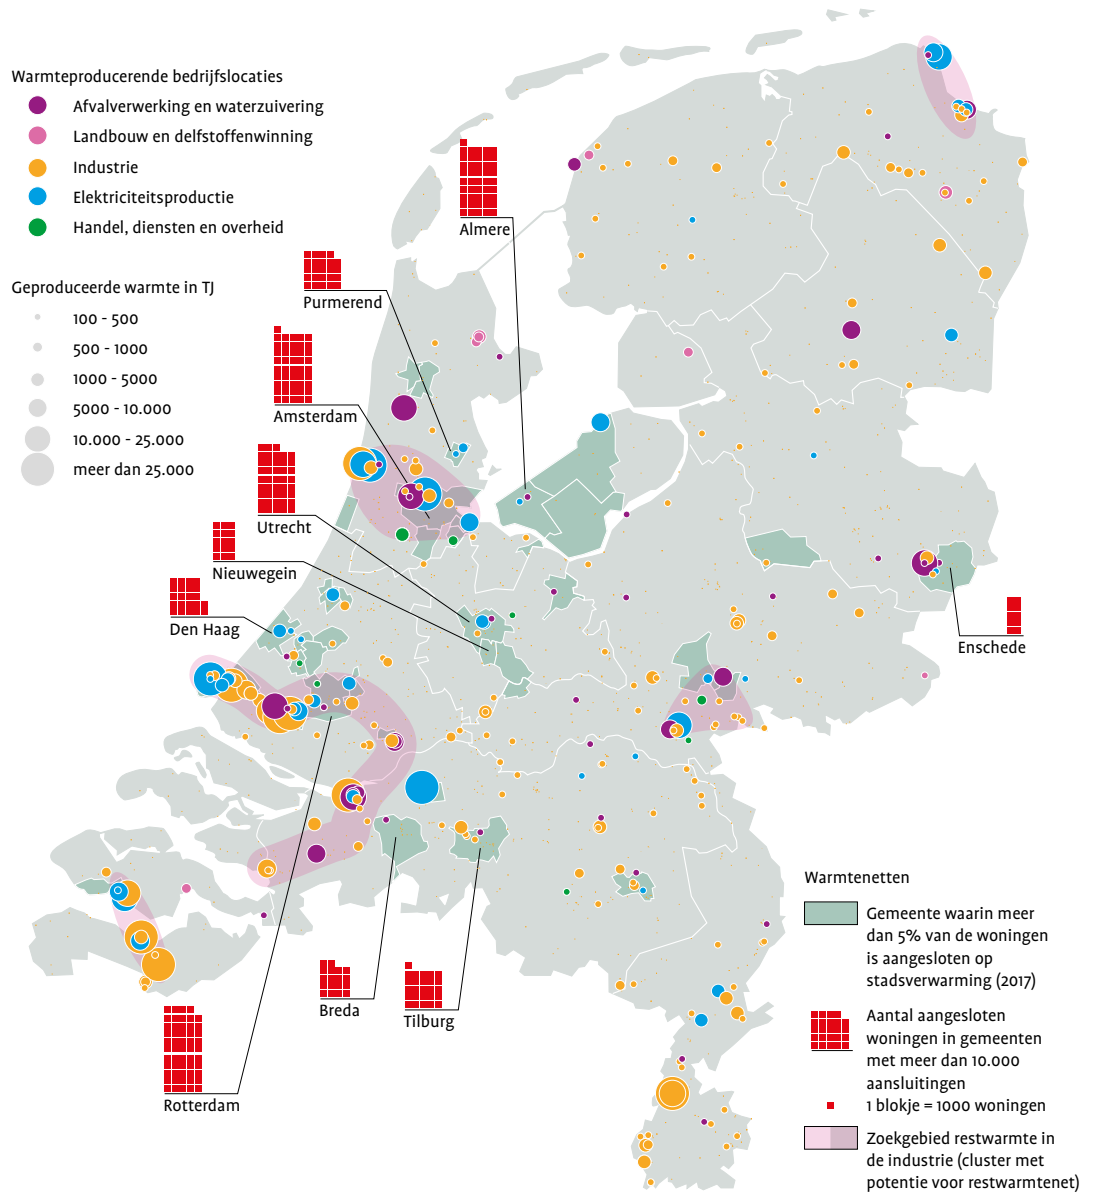 Warmteproducerende bedrijfslocaties
Afvalverwerking en waterzuivering
Landbouw en delfstoffenwinning
Industrie
Elektriciteitsproductie
Handel, diensten en overheid
Geproduceerde warmte in TJ
100 - 500
500 - 1000
1000 - 5000
5000 - 10.000
10.000 - 25.000
meer dan 25.000
Almere
Purmerend
Amsterdam
Utrecht
Nieuwegein
Den Haag
Enschede
Breda
Tilburg
Rotterdam
Warmtenetten
Gemeente waarin meer
dan 5% van de woningen
is aangesloten op
stadsverwarming (2017)
Aantal aangesloten
woningen in gemeenten
met meer dan 10.000
aansluitingen
1 blokje = 1000 woningen
Zoekgebied restwarmte in
de industrie (cluster met
potentie voor restwarmtenet)